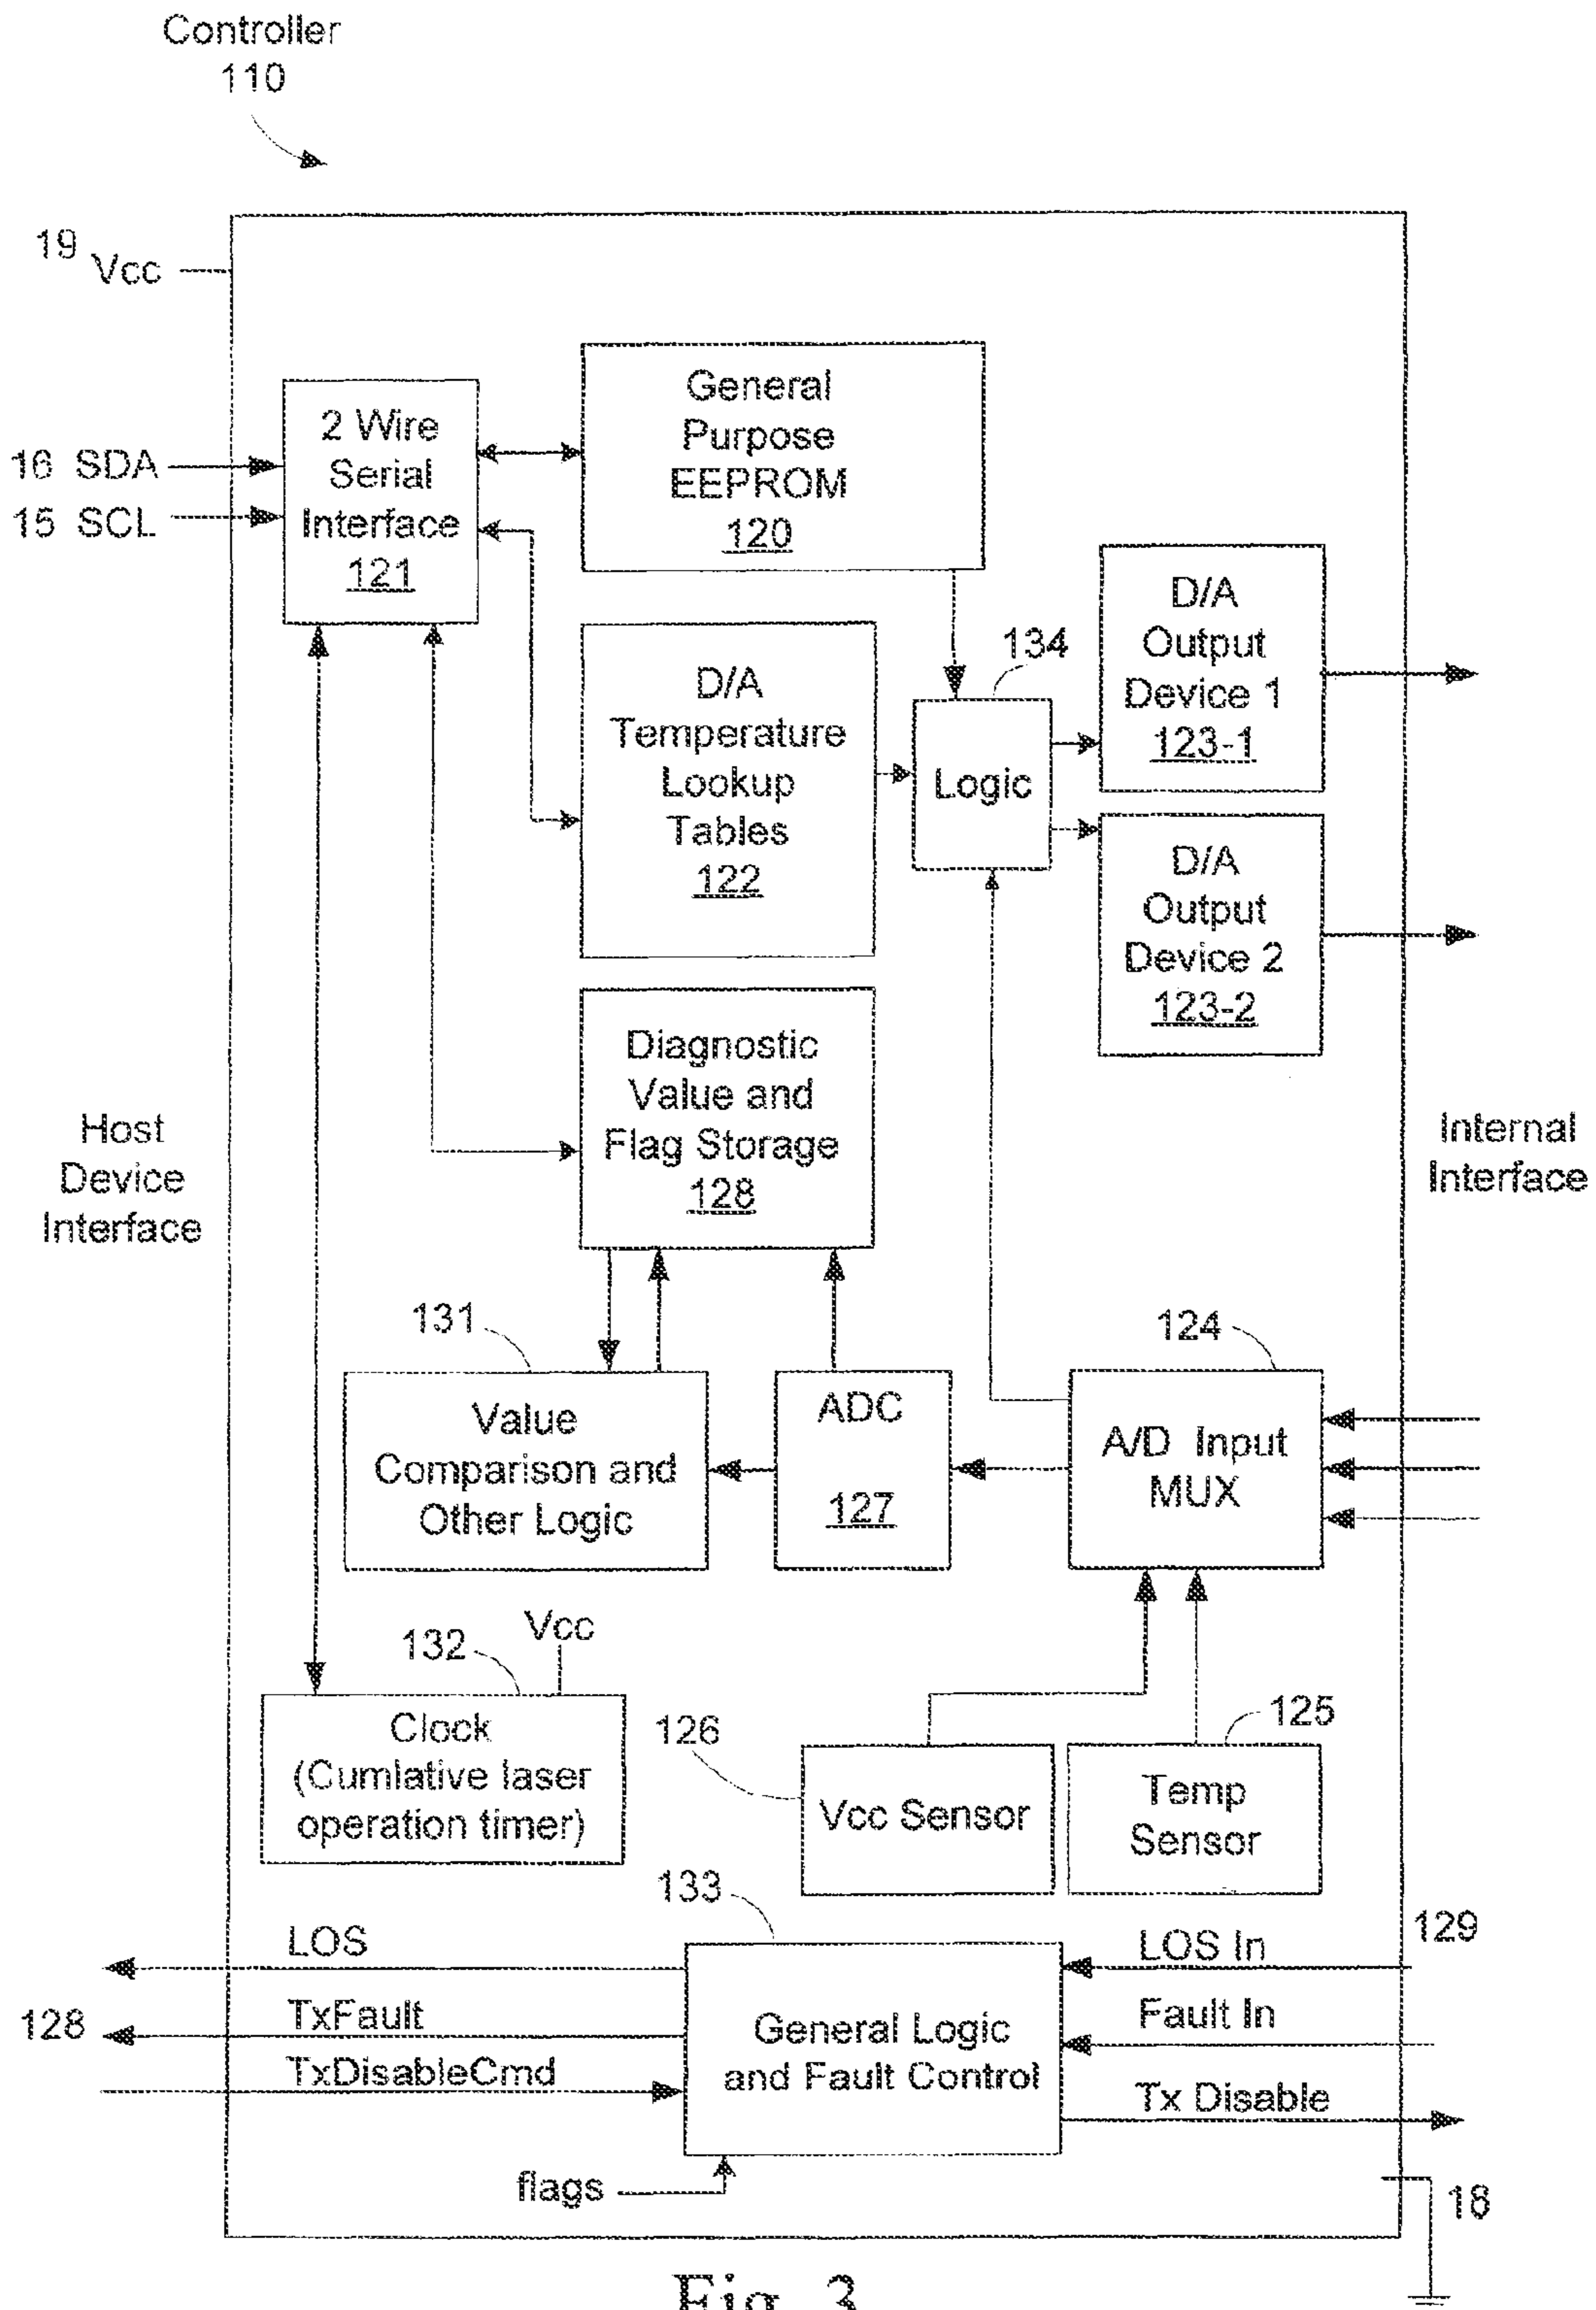 Controller
110
19
Vcc
General
Purpose
EEPROM
120
2 Wire
Serial
Interface
121
16 SDA
15 SCL
D/A
Output
Device 1
123-1
134
D/A
Temperature
Lookup
Tables
122
Logic
D/A
Output
Device 2
123-2
Diagnostic
Value and
Flag Storage
128
Host
Device
Interface
Internal
Interface
131
124
Value
Comparison and
Other Logic
ADC
127
A/D Input
MUX
132
Vcc
Clock
(Cumlative laser
operation timer)
126
125
Vcc Sensor
Temp
Sensor
133
129
LOS
LOS In
128
TxFault
Fault In
General Logic
and Fault Control
TxDisableCmd
Tx Disable
flags
18
Fig. 3